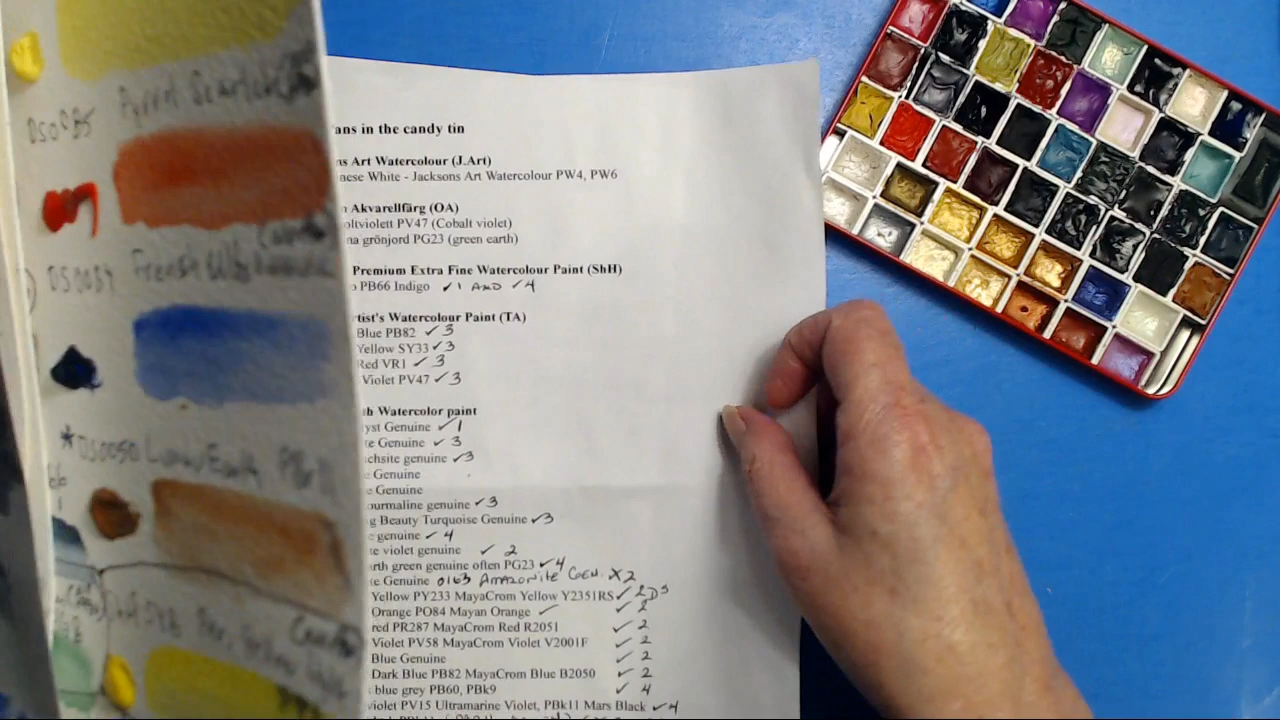 Pyrrol Scarlet
French Ultramarine
DS0050 Lunar Earth PB
ans in the candy tin
ns Art Watercolour (J.Art)
nese White - Jacksons Art Watercolour PW4, PW6
Akvarellfärg (OA)
oltviolett PV47 (Cobalt violet)
na grönjord PG23 (green earth)
Premium Extra Fine Watercolour Paint (ShH)
PB66 Indigo ✓ 1 AND ✓ 4
tist's Watercolour Paint (TA)
Blue PB82 ✓ 3
Yellow SY33 ✓ 3
Red VR1 ✓ 3
Violet PV47 ✓ 3
h Watercolor paint
yst Genuine ✓ 1
te Genuine ✓ 3
chsite genuine ✓ 3
Genuine
e Genuine
ourmaline genuine ✓ 3
g Beauty Turquoise Genuine ✓ 3
genuine ✓ 4
te violet genuine ✓ 2
rth green genuine often PG23 ✓ 4
te Genuine 0163 AMAZONITE GEN. X2
Yellow PY233 MayaCrom Yellow Y2351RS ✓ 2
Orange PO84 Mayan Orange ✓ ✓ 2
red PR287 MayaCrom Red R2051 ✓ 2
Violet PV58 MayaCrom Violet V2001F ✓ 2
Blue Genuine ✓ 2
Dark Blue PB82 MayaCrom Blue B2050 ✓ 2
blue grey PB60, PBk9 ✓ 4
violet PV15 Ultramarine Violet, PBk11 Mars Black ✓ 4